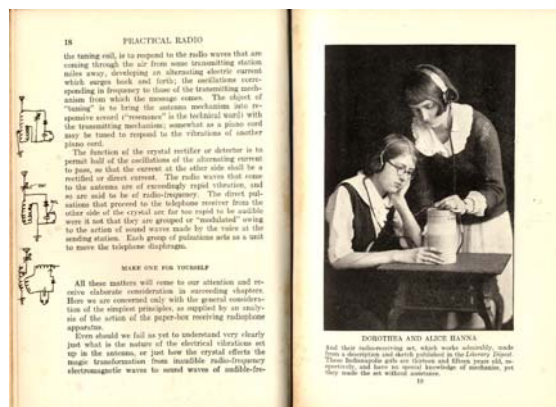 18 PRACTICAL RADIO
the tuning coil, is to respond to the radio waves that are
coming through the air from some transmitting station
miles away, developing an alternating electric current
which surges back and forth; the oscillations corre-
sponding in frequency to those of the transmitting mech-
anism from which the message comes. The object of
"tuning" is to bring the antenna mechanism into re-
sponsive accord ("resonance" is the technical word) with
the transmitting mechanism; somewhat as a piano cord
may be tuned to respond to the vibrations of another
piano cord.
The function of the crystal rectifier or detector is to
permit half of the oscillations of the alternating current
to pass, so that the current at the other side shall be a
rectified or direct current. The radio waves that come
to the antenna are of exceedingly rapid vibration, and
so are said to be of radio-frequency. The direct pul-
sations that proceed to the telephone receiver from the
other side of the crystal are far too rapid to be audible
were it not that they are grouped or "modulated" owing
to the action of sound waves made by the voice at the
sending station. Each group of pulsations acts as a unit
to move the telephone diaphragm.
MAKE ONE FOR YOURSELF
All these matters will come to our attention and re-
ceive elaborate consideration in succeeding chapters.
Here we are concerned only with the general considera-
tion of the simplest principles, as supplied by an analy-
sis of the action of the paper-box receiving radiophone
apparatus.
Even should we fail as yet to understand very clearly
just what is the nature of the electrical vibrations set
up in the antenna, or just how the crystal effects the
magic transformation from inaudible radio-frequency
electromagnetic waves to sound waves of audible-fre-
DOROTHEA AND ALICE HANNA
And their radio-receiving set, which works admirably, made
from a description and sketch published in the Literary Digest.
These Indianapolis girls are thirteen and fifteen years old, re-
spectively, and have no special knowledge of mechanics, yet
they made the set without assistance.
19